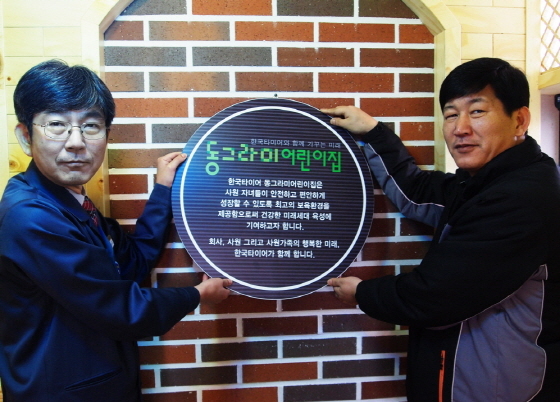 한국타이어와 함께 가꾸는 미래
동그라미어린이집
한국타이어 동그라미어린이집은
사원 자녀들이 안전하고 편안하게
성장할 수 있도록 최고의 보육환경을
제공함으로써 건강한 미래세대 육성에
기여하고자 합니다.
회사, 사원 그리고 사원가족의 행복한 미래,
한국타이어가 함께 합니다.